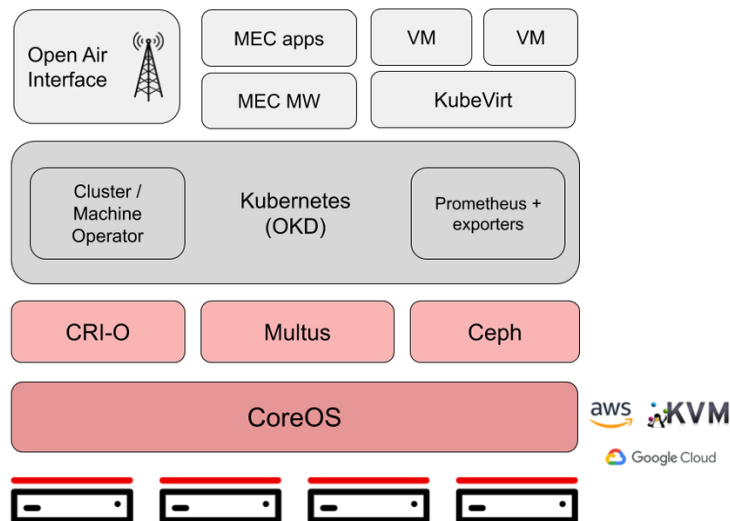 Open Air
Interface
MEC apps
VM
VM
MEC MW
KubeVirt
Cluster /
Machine
Operator
Kubernetes
(OKD)
Prometheus +
exporters
CRI-O
Multus
Ceph
CoreOS
aws
KVM
Google Cloud